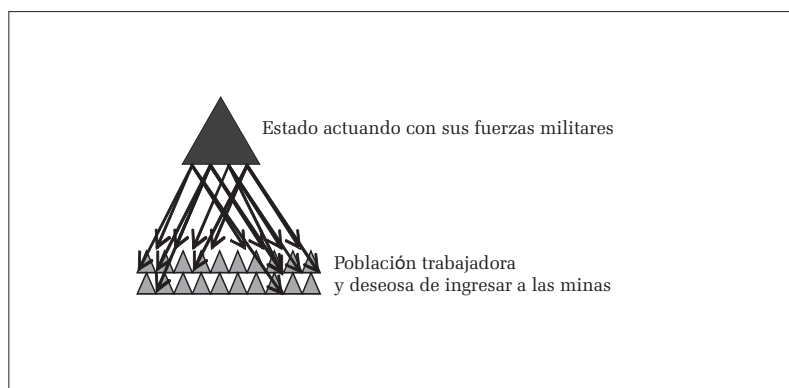 Estado actuando con sus fuerzas militares
Población trabajadora
y deseosa de ingresar a las minas